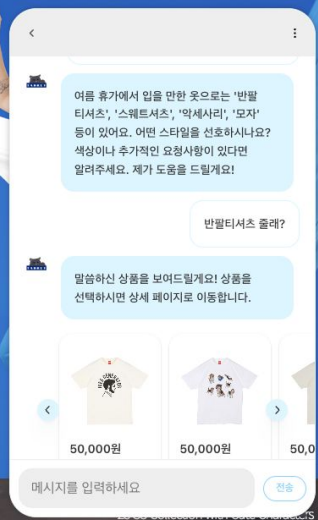 여름 휴가에서 입을 만한 옷으로는 '반팔
티셔츠', '스웨트셔츠', '악세사리', '모자'
등이 있어요. 어떤 스타일을 선호하시나요?
색상이나 추가적인 요청사항이 있다면
알려주세요. 제가 도움을 드릴게요!
반팔티셔츠 줄래?
말씀하신 상품을 보여드릴게요! 상품을
선택하시면 상세 페이지로 이동합니다.
50,000원 50,000원 50,0
메시지를 입력하세요 전송